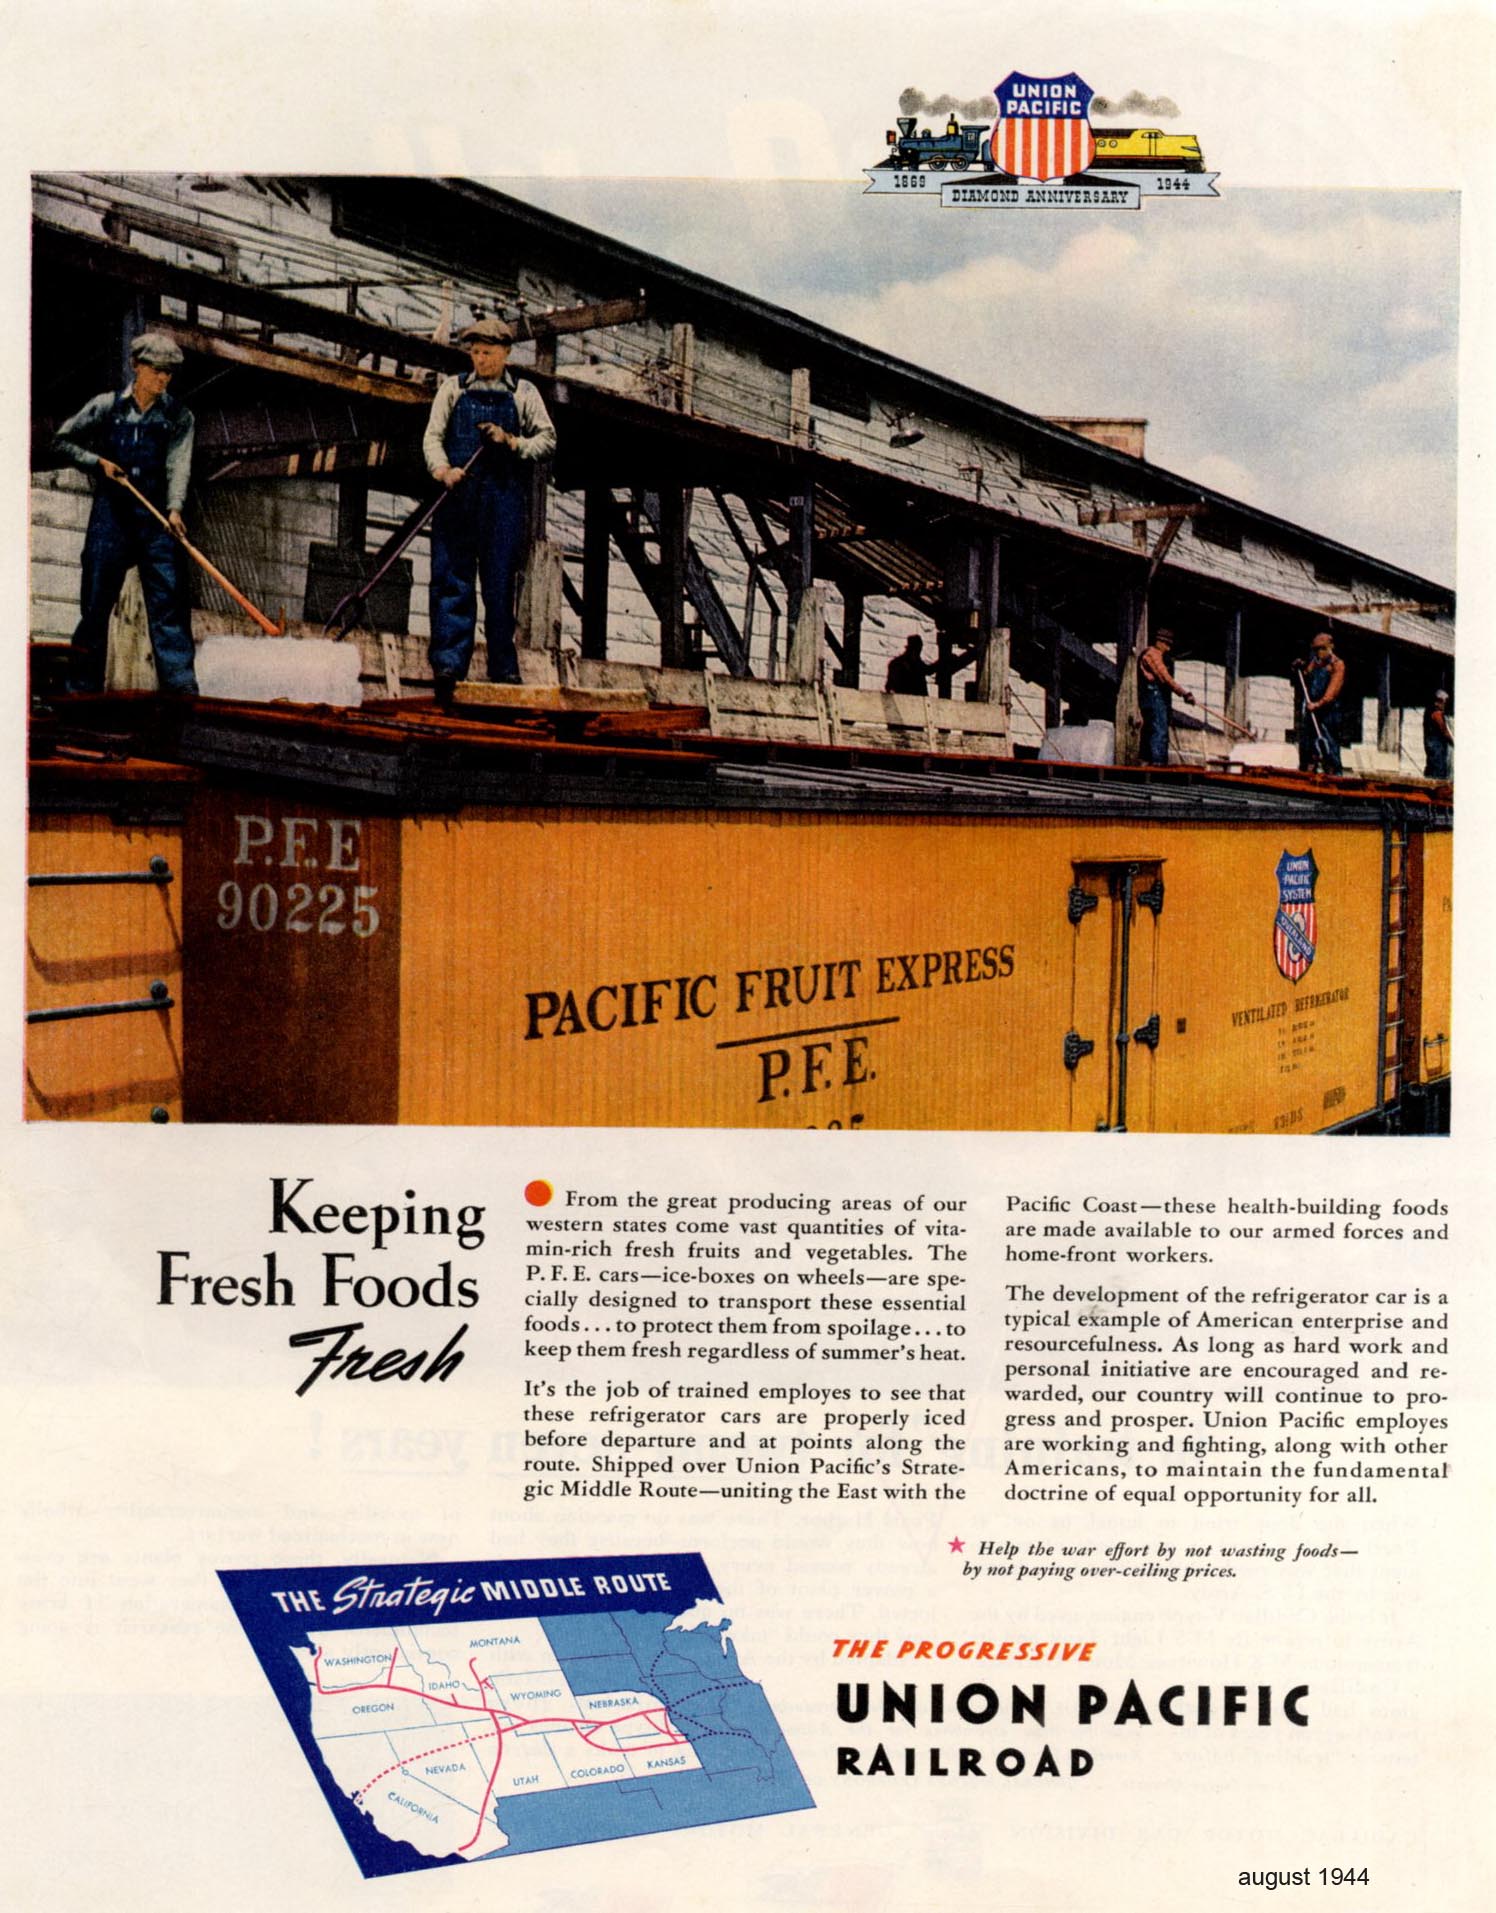 UNION
PACIFIC
1869
1944
DIAMOND ANNIVERSARY
P.F.E
90225
PACIFIC FRUIT EXPRESS
P.F.E.
UNION
PACIFIC
SYSTEM
OVERLAND
VENTILATED REFRIGERATOR
Keeping
Fresh Foods
Fresh
From the great producing areas of our
western states come vast quantities of vita-
min-rich fresh fruits and vegetables. The
P. F. E. cars—ice-boxes on wheels—are spe-
cially designed to transport these essential
foods...to protect them from spoilage...to
keep them fresh regardless of summer's heat.
It's the job of trained employes to see that
these refrigerator cars are properly iced
before departure and at points along the
route. Shipped over Union Pacific's Strate-
gic Middle Route—uniting the East with the
Pacific Coast—these health-building foods
are made available to our armed forces and
home-front workers.
The development of the refrigerator car is a
typical example of American enterprise and
resourcefulness. As long as hard work and
personal initiative are encouraged and re-
warded, our country will continue to pro-
gress and prosper. Union Pacific employes
are working and fighting, along with other
Americans, to maintain the fundamental
doctrine of equal opportunity for all.
★ Help the war effort by not wasting foods—
by not paying over-ceiling prices.
THE Strategic MIDDLE ROUTE
WASHINGTON
MONTANA
IDAHO
OREGON
WYOMING
NEBRASKA
NEVADA
UTAH
COLORADO
KANSAS
CALIFORNIA
THE PROGRESSIVE
UNION PACIFIC
RAILROAD
august 1944